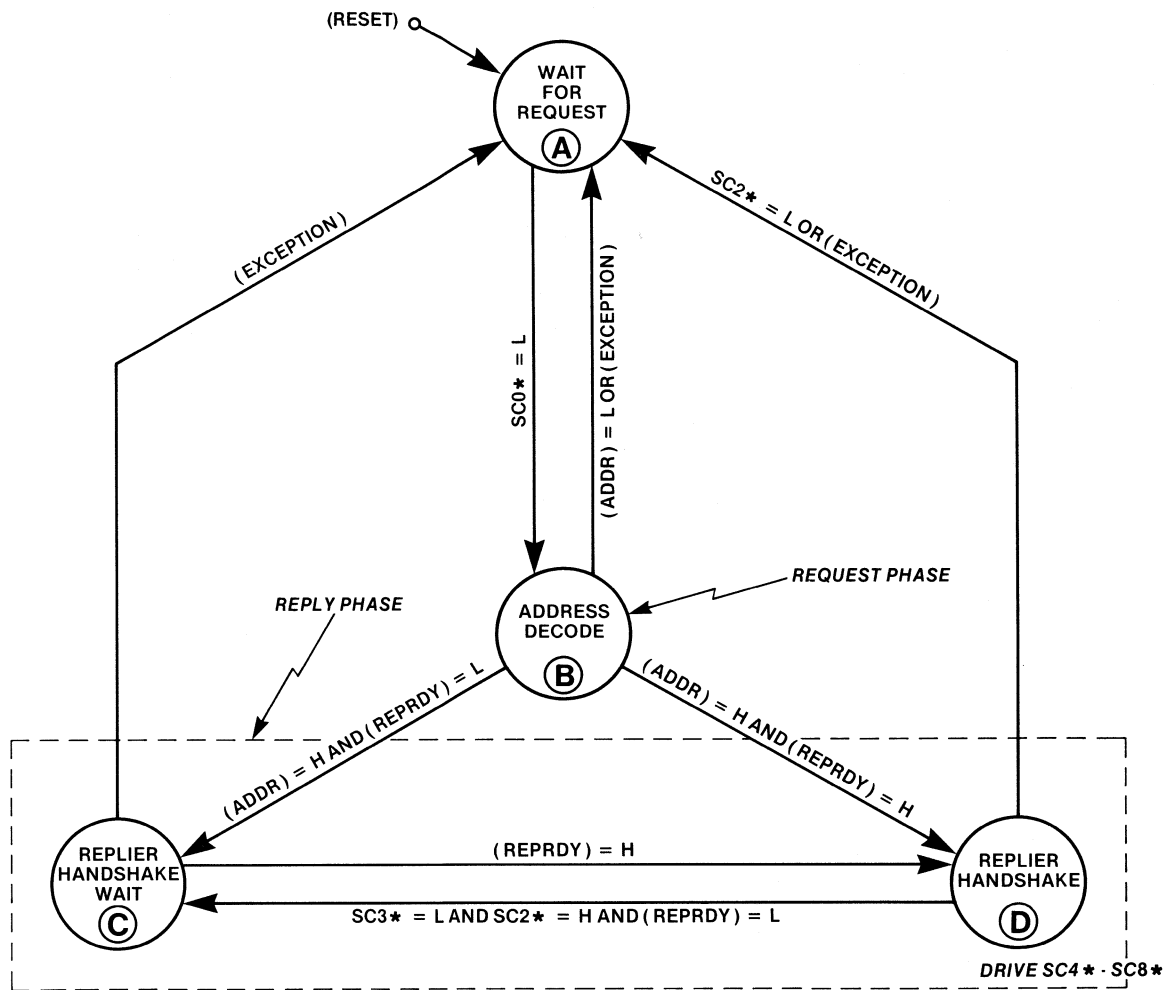 (RESET)
WAIT
FOR
REQUEST
A
(EXCEPTION)
SC2* = L OR (EXCEPTION)
SC0* = L
(ADDR) = L OR (EXCEPTION)
REQUEST PHASE
REPLY PHASE
ADDRESS
DECODE
B
(ADDR) = H AND (REPRDY) = L
(ADDR) = H AND (REPRDY) = H
REPLIER
HANDSHAKE
WAIT
C
(REPRDY) = H
REPLIER
HANDSHAKE
D
SC3* = L AND SC2* = H AND (REPRDY) = L
DRIVE SC4* - SC8*